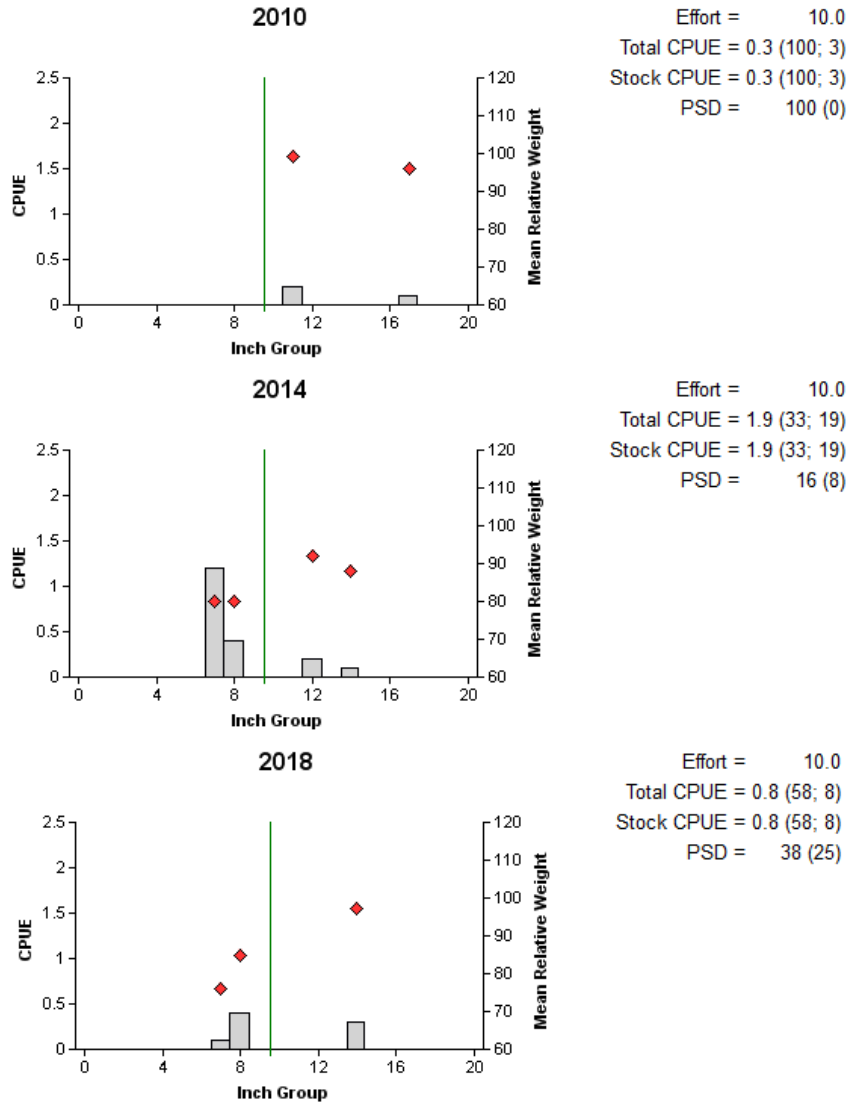 2010
Effort = 10.0
Total CPUE = 0.3 (100; 3)
Stock CPUE = 0.3 (100; 3)
PSD = 100 (0)
2.5
2
1.5
1
0.5
0
CPUE
120
110
100
90
80
70
60
Mean Relative Weight
0 4 8 12 16 20
Inch Group
2014
Effort = 10.0
Total CPUE = 1.9 (33; 19)
Stock CPUE = 1.9 (33; 19)
PSD = 16 (8)
2.5
2
1.5
1
0.5
0
CPUE
120
110
100
90
80
70
60
Mean Relative Weight
0 4 8 12 16 20
Inch Group
2018
Effort = 10.0
Total CPUE = 0.8 (58; 8)
Stock CPUE = 0.8 (58; 8)
PSD = 38 (25)
2.5
2
1.5
1
0.5
0
CPUE
120
110
100
90
80
70
60
Mean Relative Weight
0 4 8 12 16 20
Inch Group